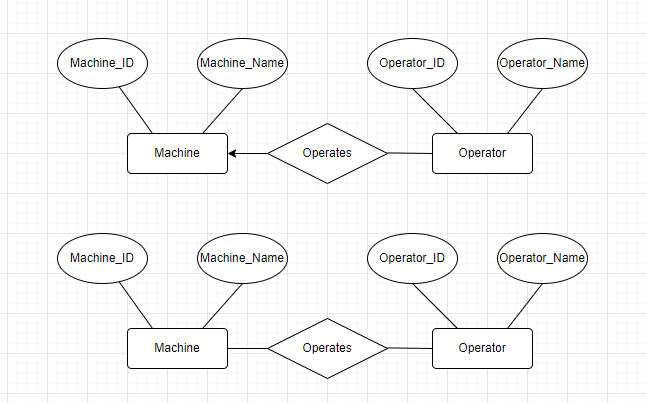 Machine_ID
Machine_Name
Operator_ID
Operator_Name
Machine
Operates
Operator
Machine_ID
Machine_Name
Operator_ID
Operator_Name
Machine
Operates
Operator